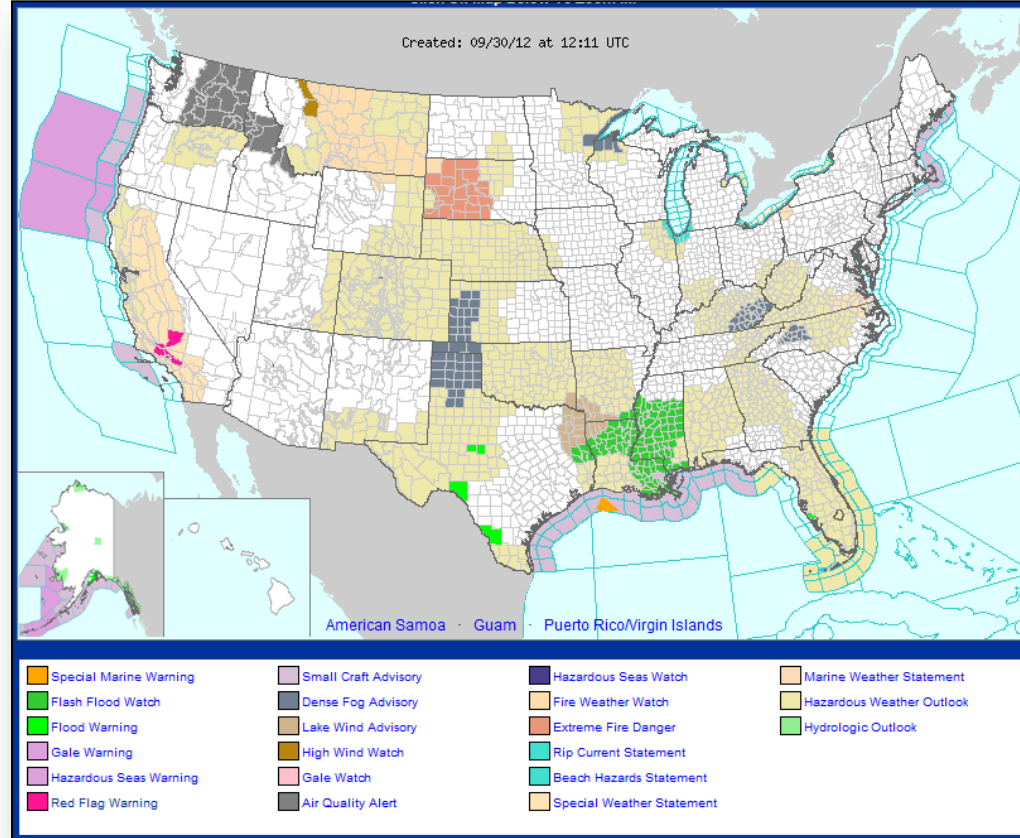 Created: 09/30/12 at 12:11 UTC
American Samoa · Guam · Puerto Rico/Virgin Islands
Special Marine Warning
Flash Flood Watch
Flood Warning
Gale Warning
Hazardous Seas Warning
Red Flag Warning
Small Craft Advisory
Dense Fog Advisory
Lake Wind Advisory
High Wind Watch
Gale Watch
Air Quality Alert
Hazardous Seas Watch
Fire Weather Watch
Extreme Fire Danger
Rip Current Statement
Beach Hazards Statement
Special Weather Statement
Marine Weather Statement
Hazardous Weather Outlook
Hydrologic Outlook